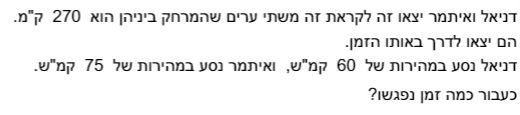 דניאל ואיתמר יצאו זה לקראת זה משתי ערים שהמרחק ביניהן הוא 270 ק"מ.
הם יצאו לדרך באותו הזמן.
דניאל נסע במהירות של 60 קמ"ש, ואיתמר נסע במהירות של 75 קמ"ש.
כעבור כמה זמן נפגשו?